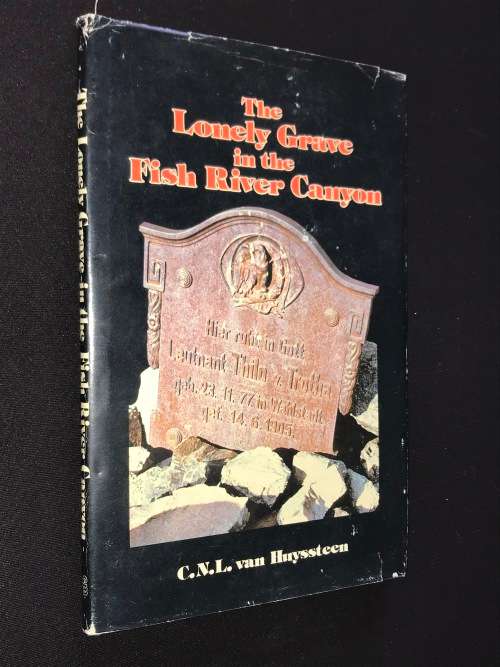 The
Lonely Grave
in the
Fish River Canyon
Hier ruht in Gott
Leutnant Thilo v. Trotha
geb. 23. 11. 77 in
gef. 14. 6. 1905.
C.N.L. van Huyssteen
The Lonely Grave in the Fish River Canyon